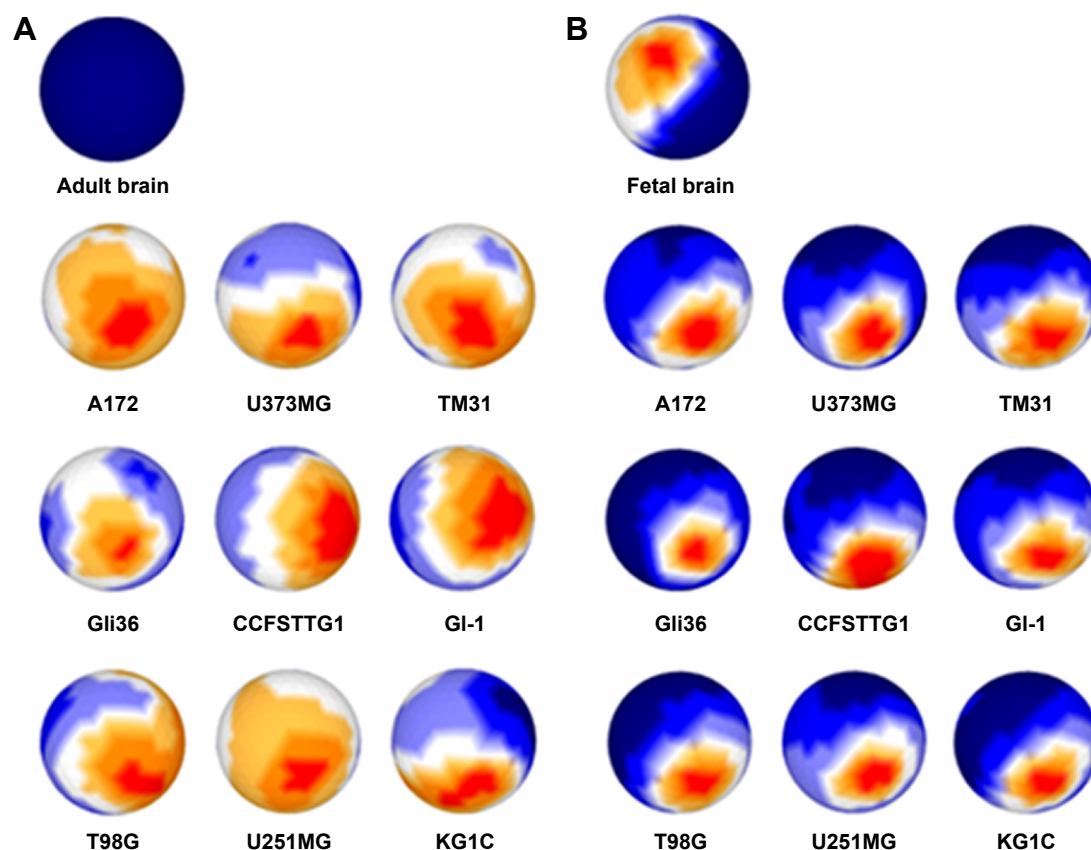 A B
Adult brain Fetal brain
A172 U373MG TM31 A172 U373MG TM31
Gli36 CCFSTTG1 GI-1 Gli36 CCFSTTG1 GI-1
T98G U251MG KG1C T98G U251MG KG1C